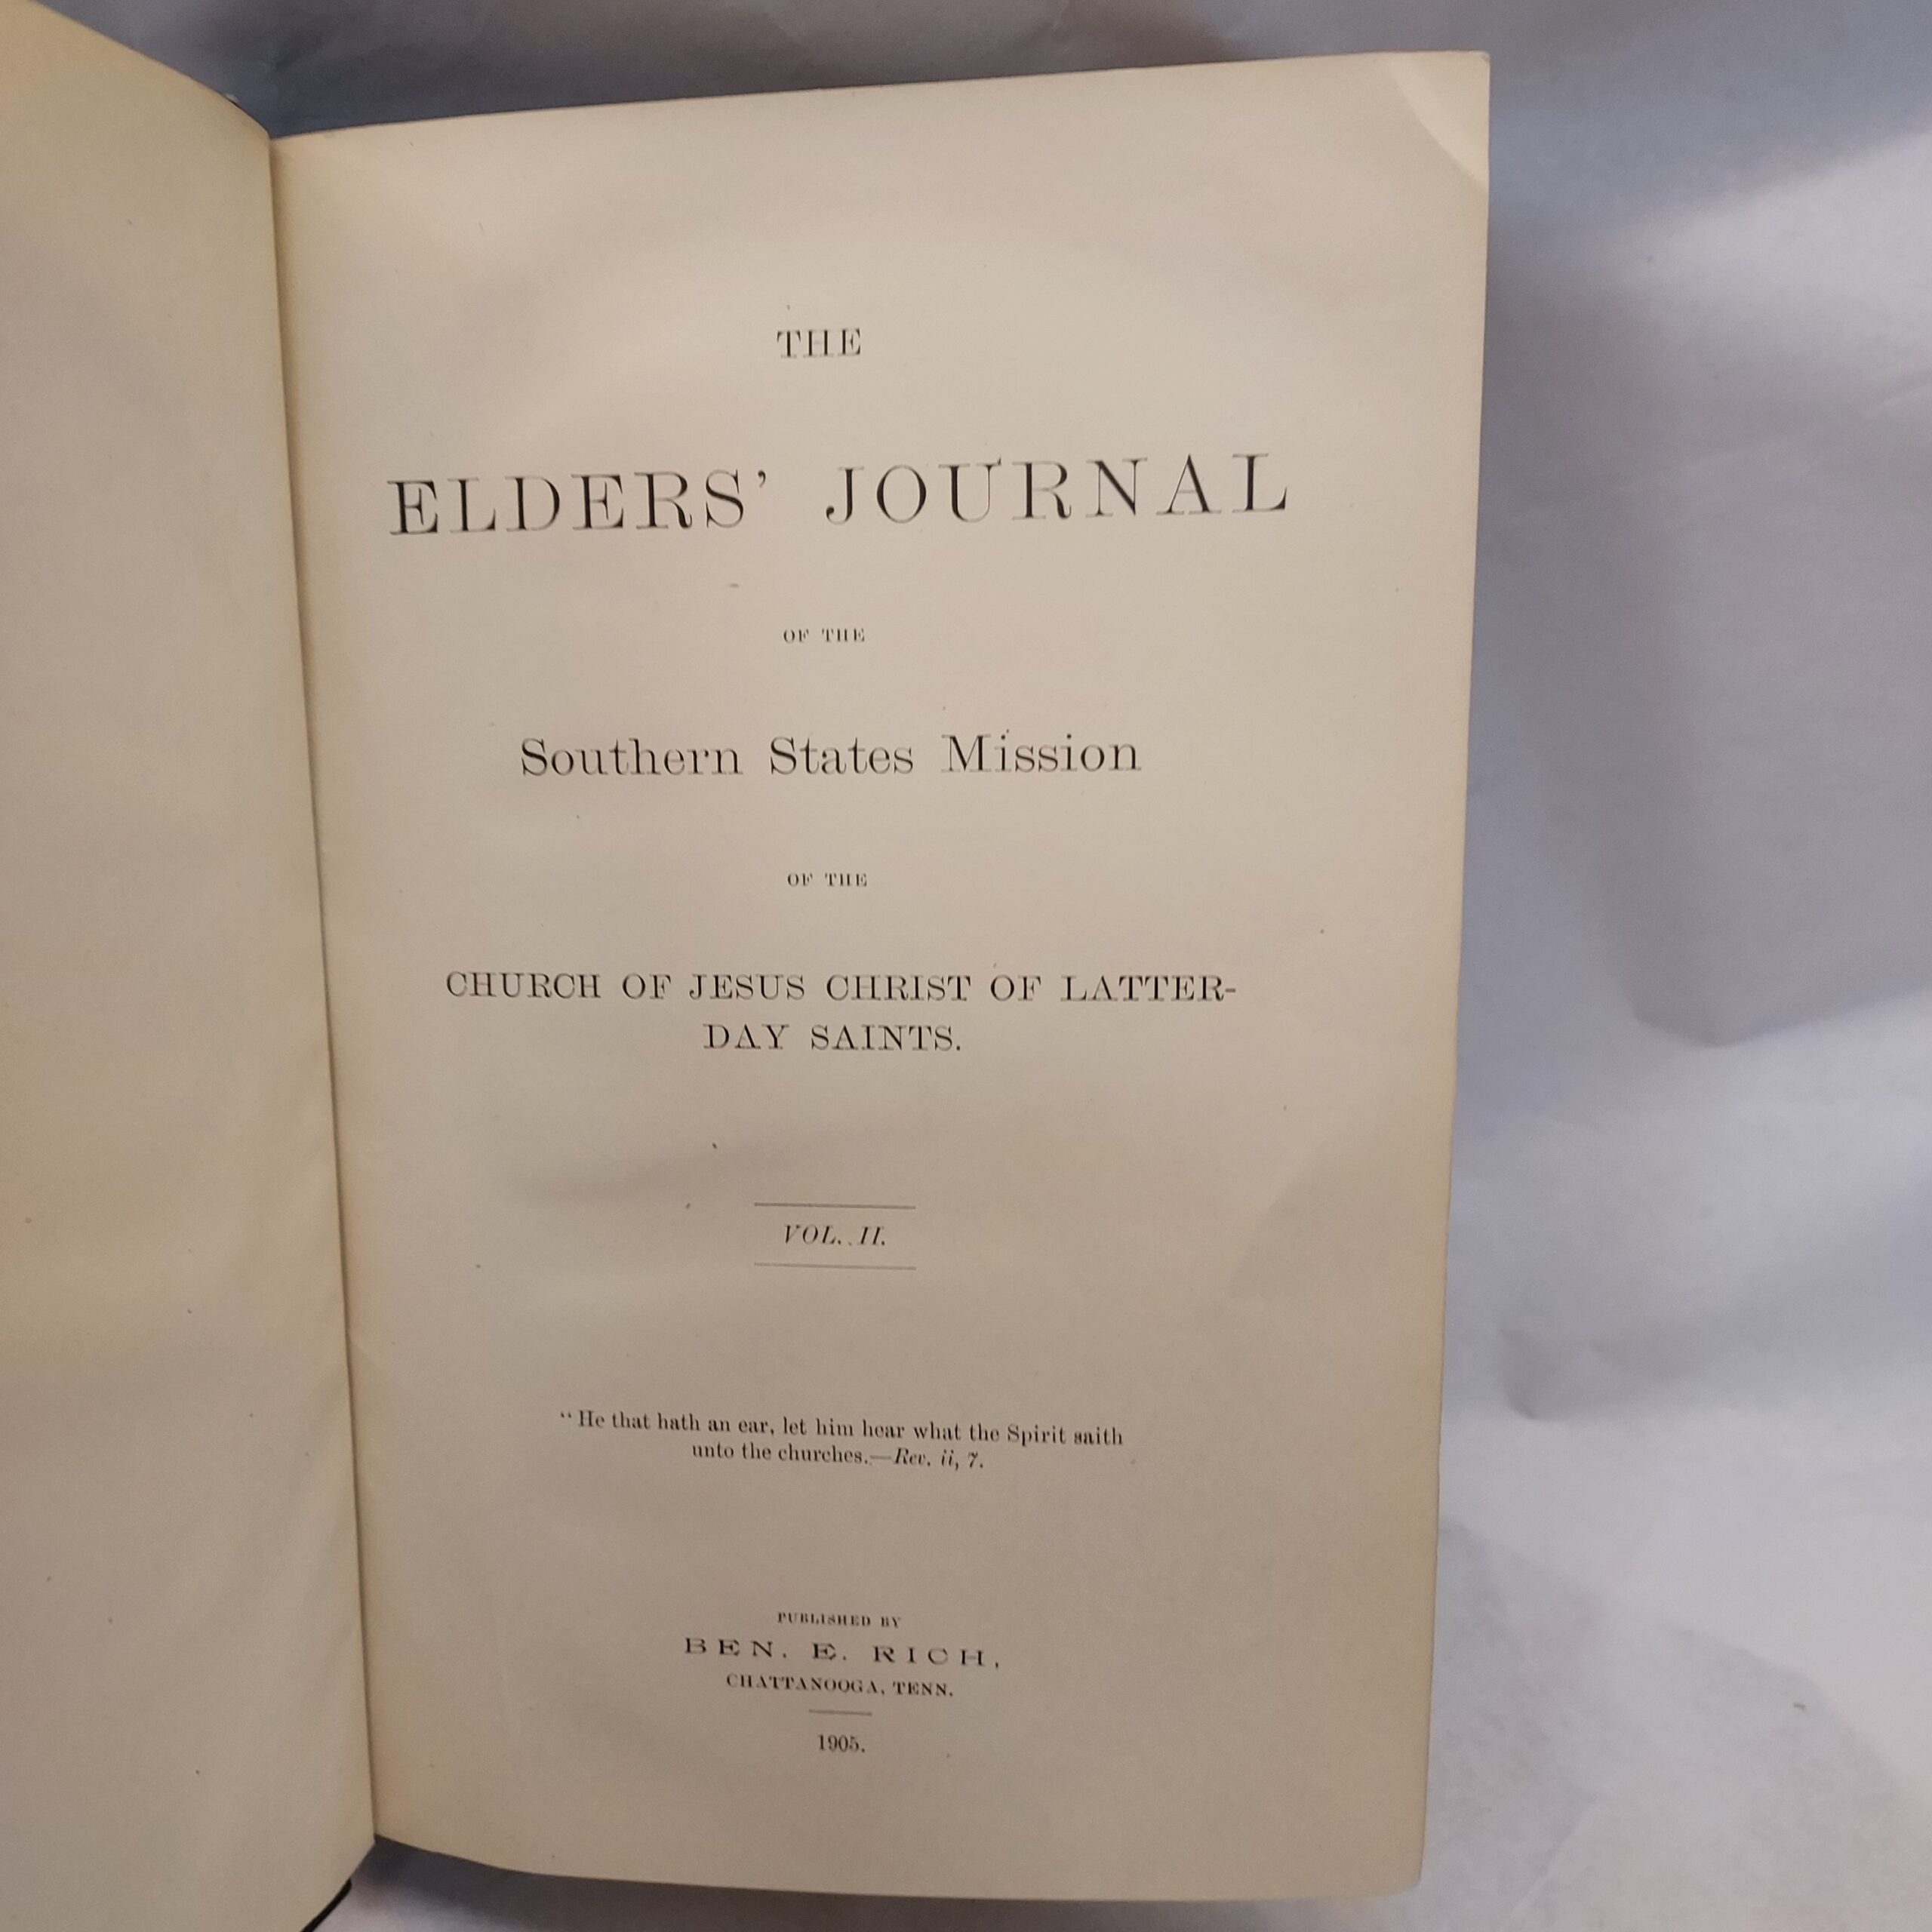 THE
ELDERS' JOURNAL
OF THE
Southern States Mission
OF THE
CHURCH OF JESUS CHRIST OF LATTER-
DAY SAINTS.
VOL. II.
“He that hath an ear, let him hear what the Spirit saith
unto the churches.—Rev. ii, 7.
PUBLISHED BY
BEN. E. RICH,
CHATTANOOGA, TENN.
1905.